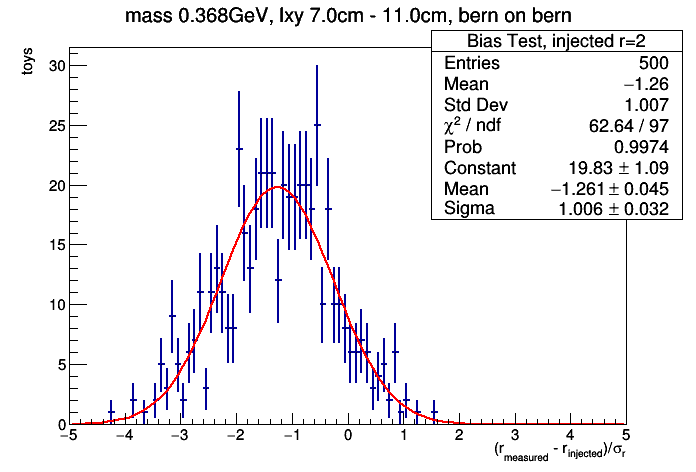 mass 0.368GeV, lxy 7.0cm - 11.0cm, bern on bern
Bias Test, injected r=2
Entries 500
Mean −1.26
Std Dev 1.007
χ² / ndf 62.64 / 97
Prob 0.9974
Constant 19.83 ± 1.09
Mean −1.261 ± 0.045
Sigma 1.006 ± 0.032
toys
30
25
20
15
10
5
0
−5 −4 −3 −2 −1 0 1 2 3 4 5
(r_measured - r_injected)/σ_r